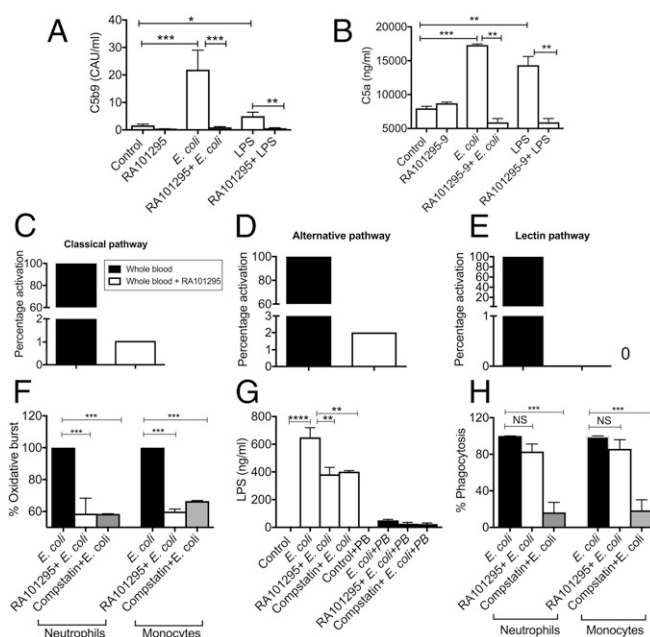 A
C5b9 (CAU/ml)
40
30
20
10
0
*
***
***
**
Control
RA101295
E. coli
RA101295+ E. coli
LPS
RA101295+ LPS
B
C5a (ng/ml)
20000
15000
10000
5000
**
***
**
**
Control
RA101295-9
E. coli
RA101295-9+ E. coli
LPS
RA101295-9+ LPS
C
Classical pathway
Percentage activation
100
80
60
2
1
0
Whole blood
Whole blood + RA101295
D
Alternative pathway
Percentage activation
100
80
60
3
2
1
0
E
Lectin pathway
Percentage activation
100
80
60
40
20
0
1
0
0
F
% Oxidative burst
100
80
60
***
***
***
***
E. coli
RA101295+ E. coli
Compstatin+E. coli
E. coli
RA101295+ E. coli
Compstatin+E. coli
Neutrophils
Monocytes
G
LPS (ng/ml)
800
600
400
200
0
**
****
**
Control
E. coli
RA101295+ E. coli
Compstatin+ E. coli
Control+PB
E. coli+PB
RA101295+ E. coli+PB
Compstatin+ E. coli+PB
H
% Phagocytosis
120
80
40
0
***
NS
***
NS
E. coli
RA101295+ E. coli
Compstatin+E. coli
E. coli
RA101295+ E. coli
Compstatin+E. coli
Neutrophils
Monocytes